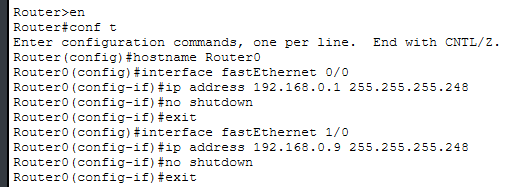 Router>en
Router#conf t
Enter configuration commands, one per line.  End with CNTL/Z.
Router(config)#hostname Router0
Router0(config)#interface fastEthernet 0/0
Router0(config-if)#ip address 192.168.0.1 255.255.255.248
Router0(config-if)#no shutdown
Router0(config-if)#exit
Router0(config)#interface fastEthernet 1/0
Router0(config-if)#ip address 192.168.0.9 255.255.255.248
Router0(config-if)#no shutdown
Router0(config-if)#exit